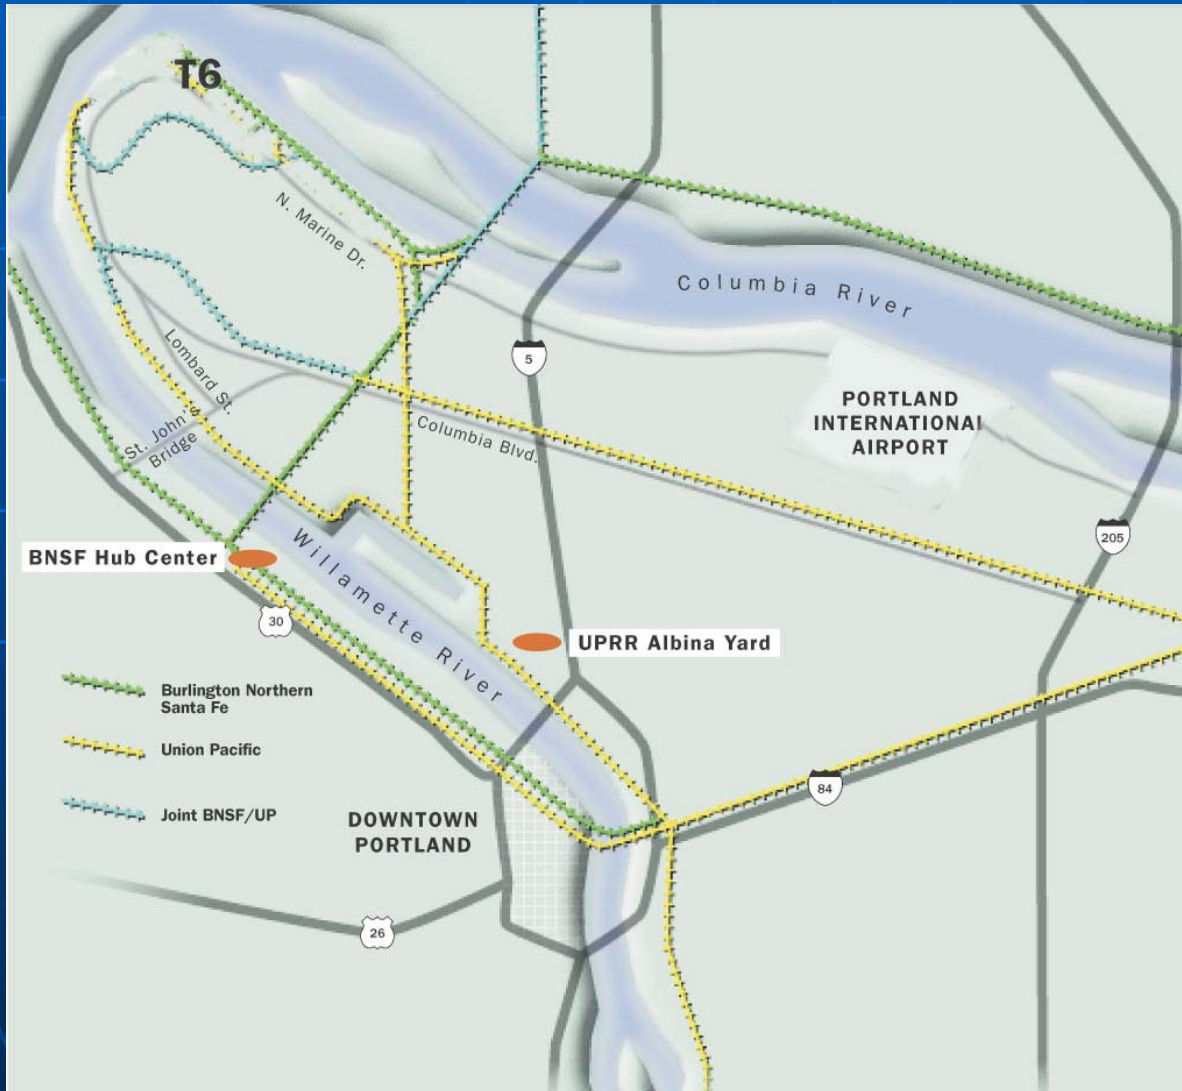 T6
N. Marine Dr.
Columbia River
Lombard St.
5
PORTLAND
INTERNATIONAL
AIRPORT
St. John's
Bridge
Columbia Blvd.
205
BNSF Hub Center
Willamette River
30
UPRR Albina Yard
Burlington Northern
Santa Fe
Union Pacific
84
Joint BNSF/UP
DOWNTOWN
PORTLAND
26